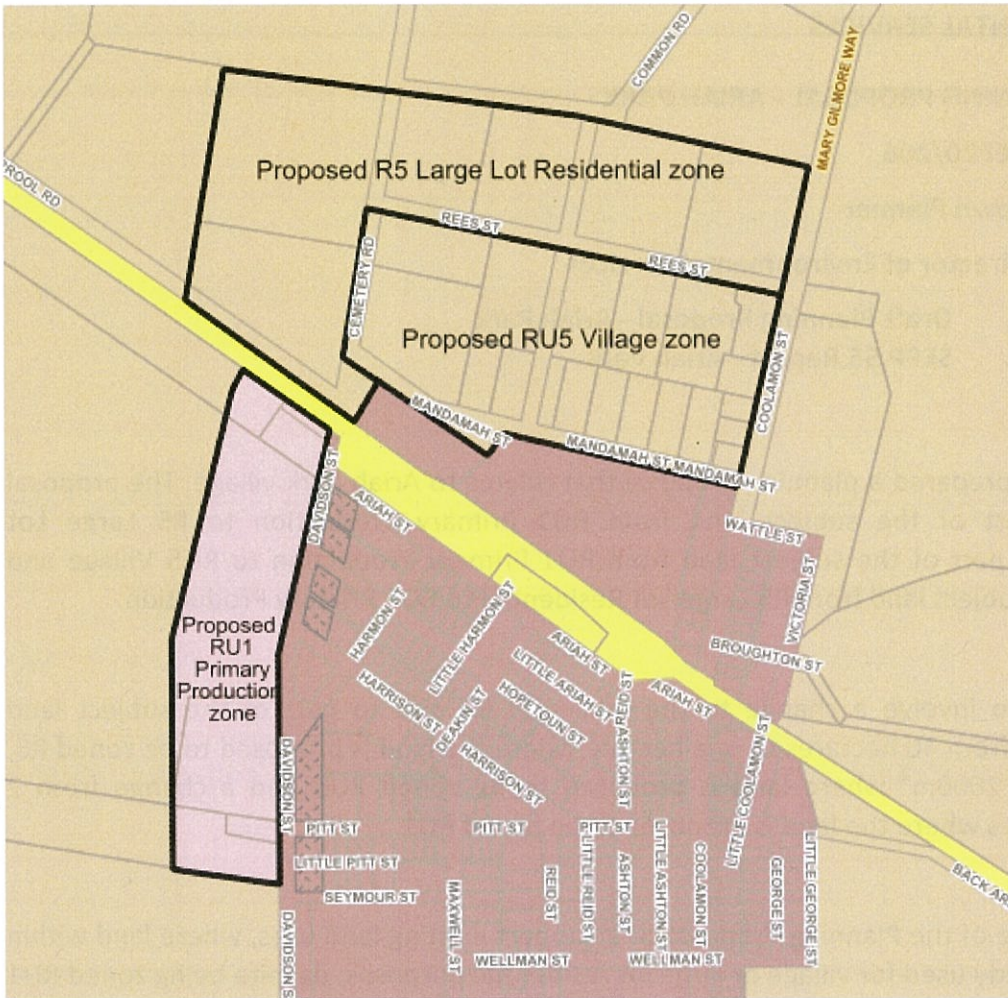 COMMON RD
MARY GILMORE WAY
Proposed R5 Large Lot Residential zone
REES ST
REES ST
CEMETERY RD
Proposed RU5 Village zone
COOLAMON ST
MANDAMAH ST
MANDAMAH ST
MANDAMAH ST
WATTLE ST
DAVIDSON ST
ARIAH ST
VICTORIA ST
HARMON ST
LITTLE HARMON ST
ARIAH ST
BROUGHTON ST
Proposed
RU1
Primary
Production
zone
LITTLE ARIAH ST
REID ST
ARIAH ST
HARRISON ST
DEAKIN ST
HOPETOUN ST
HARRISON ST
ASHTON ST
LITTLE COOLAMON ST
DAVIDSON ST
PITT ST
PITT ST
PITT ST
LITTLE PITT ST
SEYMOUR ST
MAXWELL ST
REID ST
LITTLE REID ST
ASHTON ST
LITTLE ASHTON ST
COOLAMON ST
GEORGE ST
LITTLE GEORGE ST
DAVIDSON S
WELLMAN ST
WELLMAN ST